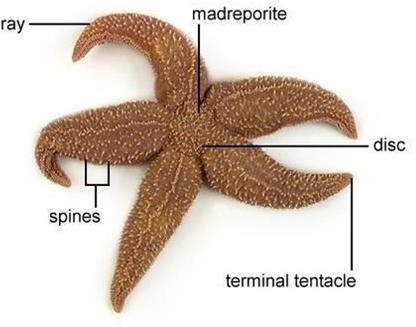 madreporite
ray
disc
spines
terminal tentacle